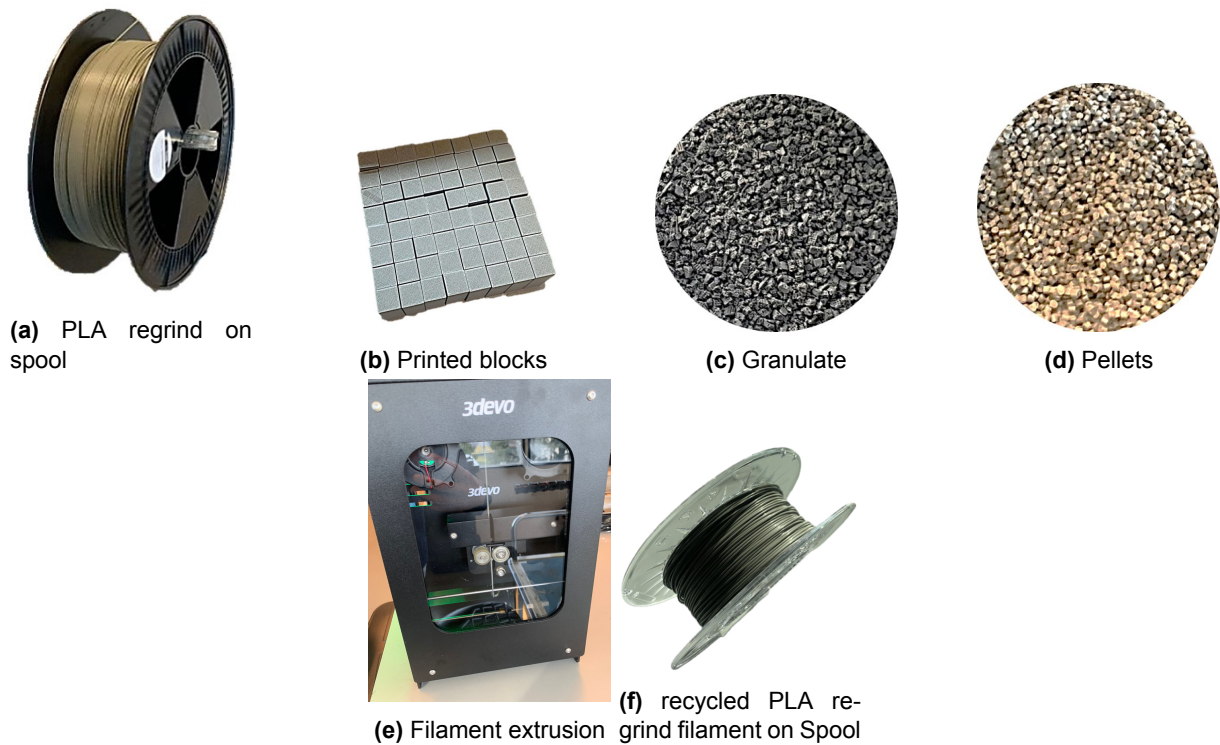 (a) PLA regrind on
spool
(b) Printed blocks
(c) Granulate
(d) Pellets
3devo
3devo
(e) Filament extrusion
(f) recycled PLA re-
grind filament on Spool